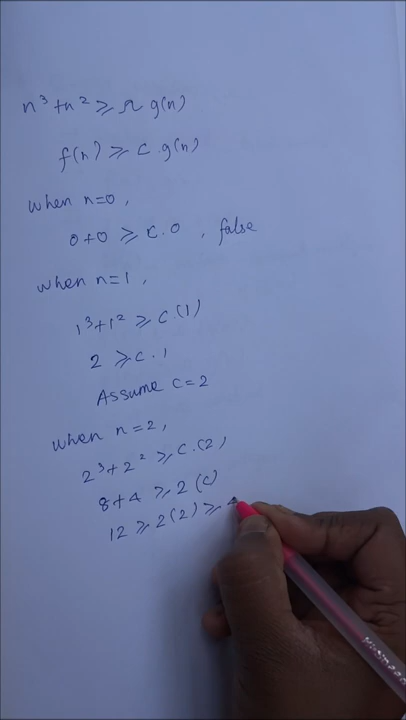 n³+n² ≥ Ω g(n)
f(n) ≥ c.g(n)
when n=0,
0+0 ≥ c.0 , false
when n=1,
1³+1² ≥ c.(1)
2 ≥ c.1
Assume c=2
when n=2,
2³+2² ≥ c.(2)
8+4 ≥ 2(c)
12 ≥ 2(2) ≥ 4